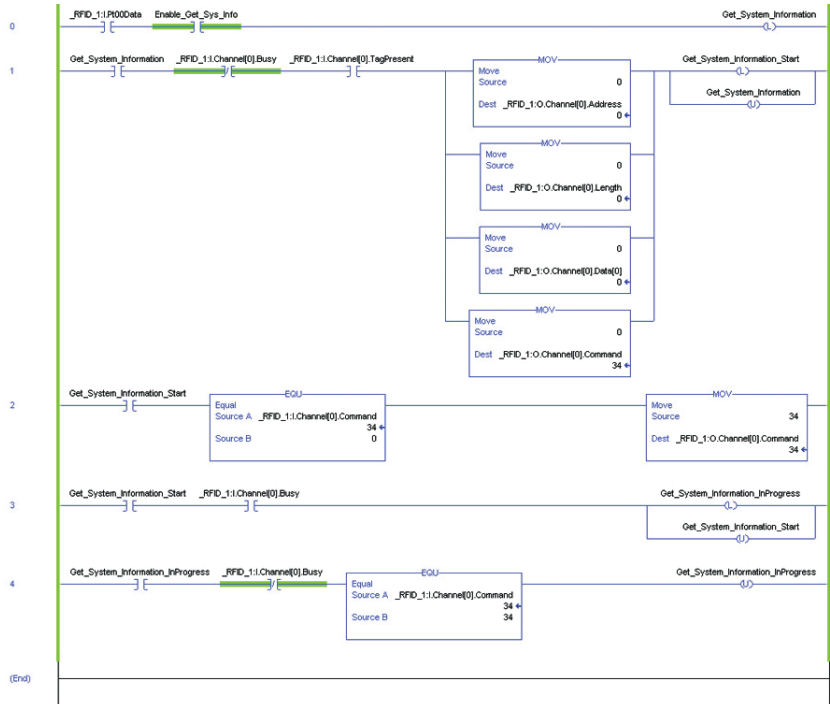 _RFID_1:I.Pt00Data Enable_Get_Sys_Info Get_System_Information
0 L
Get_System_Information _RFID_1:I.Channel[0].Busy _RFID_1:I.Channel[0].TagPresent MOV Get_System_Information_Start
1 Move L
Source 0
Get_System_Information
U
Dest _RFID_1:O.Channel[0].Address
0
MOV
Move
Source 0
Dest _RFID_1:O.Channel[0].Length
0
MOV
Move
Source 0
Dest _RFID_1:O.Channel[0].Data[0]
0
MOV
Move
Source 0
Dest _RFID_1:O.Channel[0].Command
34
Get_System_Information_Start EQU MOV
2 Equal Move
Source A _RFID_1:I.Channel[0].Command Source 34
34
Source B 0 Dest _RFID_1:O.Channel[0].Command
34
Get_System_Information_Start _RFID_1:I.Channel[0].Busy Get_System_Information_InProgress
3 L
Get_System_Information_Start
U
Get_System_Information_InProgress _RFID_1:I.Channel[0].Busy EQU Get_System_Information_InProgress
4 Equal U
Source A _RFID_1:I.Channel[0].Command
34
Source B 34
(End)